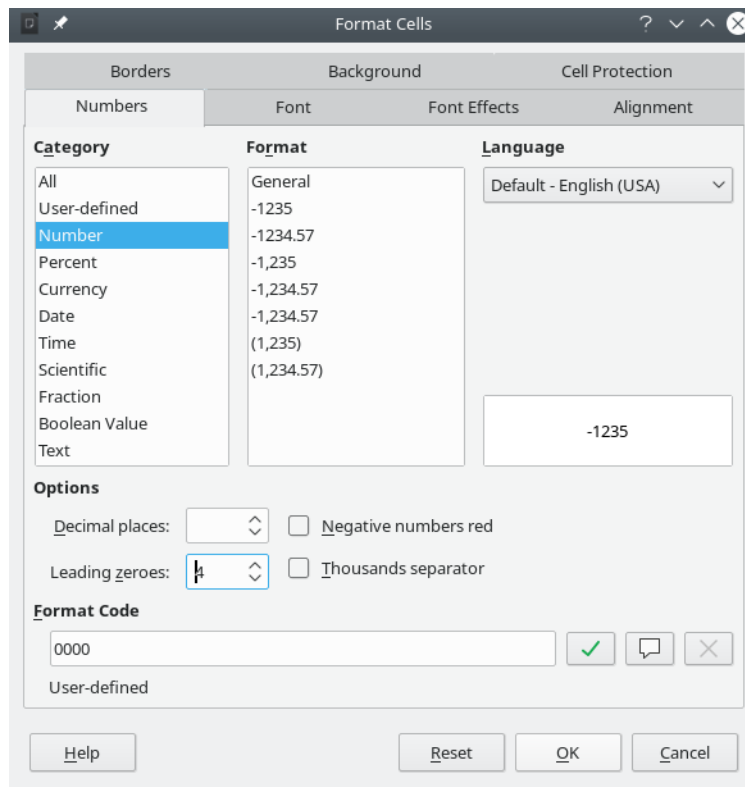 Format Cells
Borders Background Cell Protection
Numbers Font Font Effects Alignment
Category
All
User-defined
Number
Percent
Currency
Date
Time
Scientific
Fraction
Boolean Value
Text
Format
General
-1235
-1234.57
-1,235
-1,234.57
-1,234.57
(1,235)
(1,234.57)
Language
Default - English (USA)
-1235
Options
Decimal places:
Negative numbers red
Leading zeroes: 4
Thousands separator
Format Code
0000
User-defined
Help Reset OK Cancel